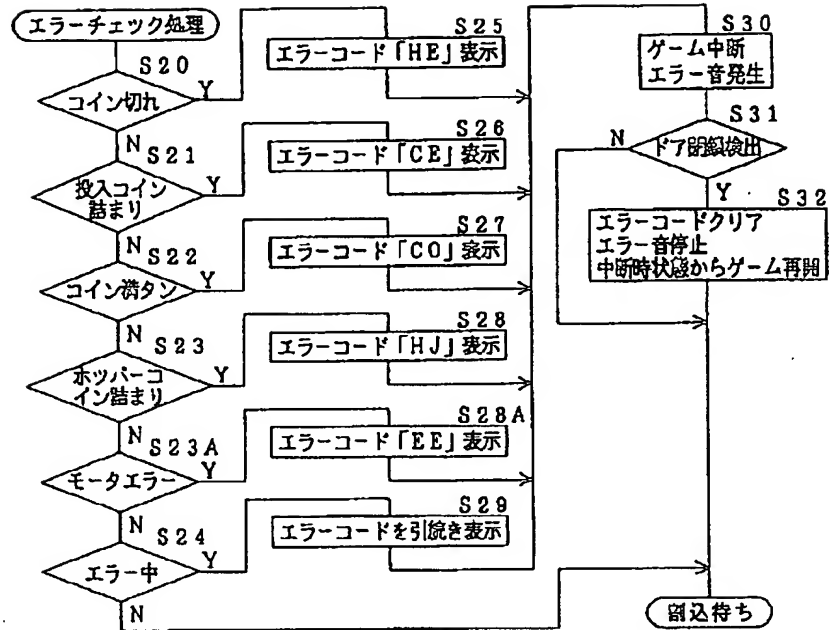 エラーチェック処理
S20
コイン切れ
Y
N
S25
エラーコード「HE」表示
S21
投入コイン
詰まり
Y
N
S26
エラーコード「CE」表示
S22
コイン満タン
Y
N
S27
エラーコード「CO」表示
S23
ホッパーコ
イン詰まり
Y
N
S28
エラーコード「HJ」表示
S23A
モータエラー
Y
N
S28A
エラーコード「EE」表示
S24
エラー中
Y
N
S29
エラーコードを引続き表示
S30
ゲーム中断
エラー音発生
S31
ドア閉鎖検出
N
Y
S32
エラーコードクリア
エラー音停止
中断時状態からゲーム再開
割込待ち